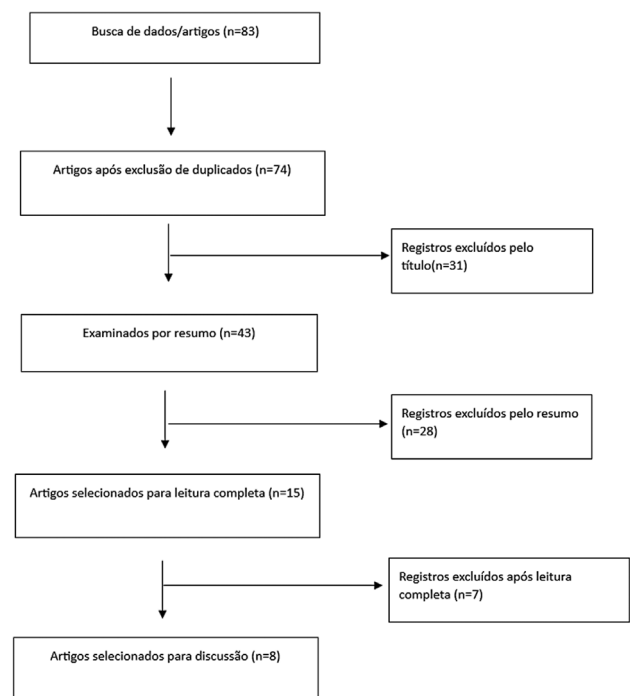 Busca de dados/artigos (n=83)
Artigos após exclusão de duplicados (n=74)
Registros excluídos pelo
título(n=31)
Examinados por resumo (n=43)
Registros excluídos pelo resumo
(n=28)
Artigos selecionados para leitura completa (n=15)
Registros excluídos após leitura
completa (n=7)
Artigos selecionados para discussão (n=8)